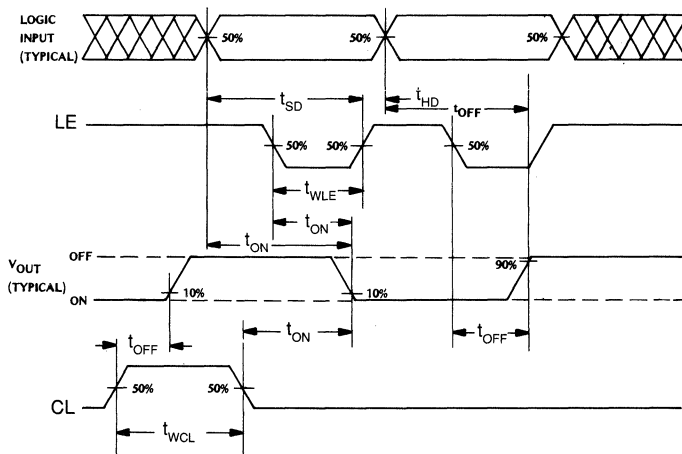 LOGIC
INPUT
(TYPICAL)
50%
50%
50%
50%
tSD
tHD
tOFF
LE
50%
50%
50%
tWLE
tON
tON
OFF
VOUT
(TYPICAL)
ON
10%
10%
90%
tOFF
tON
tOFF
CL
50%
50%
tWCL